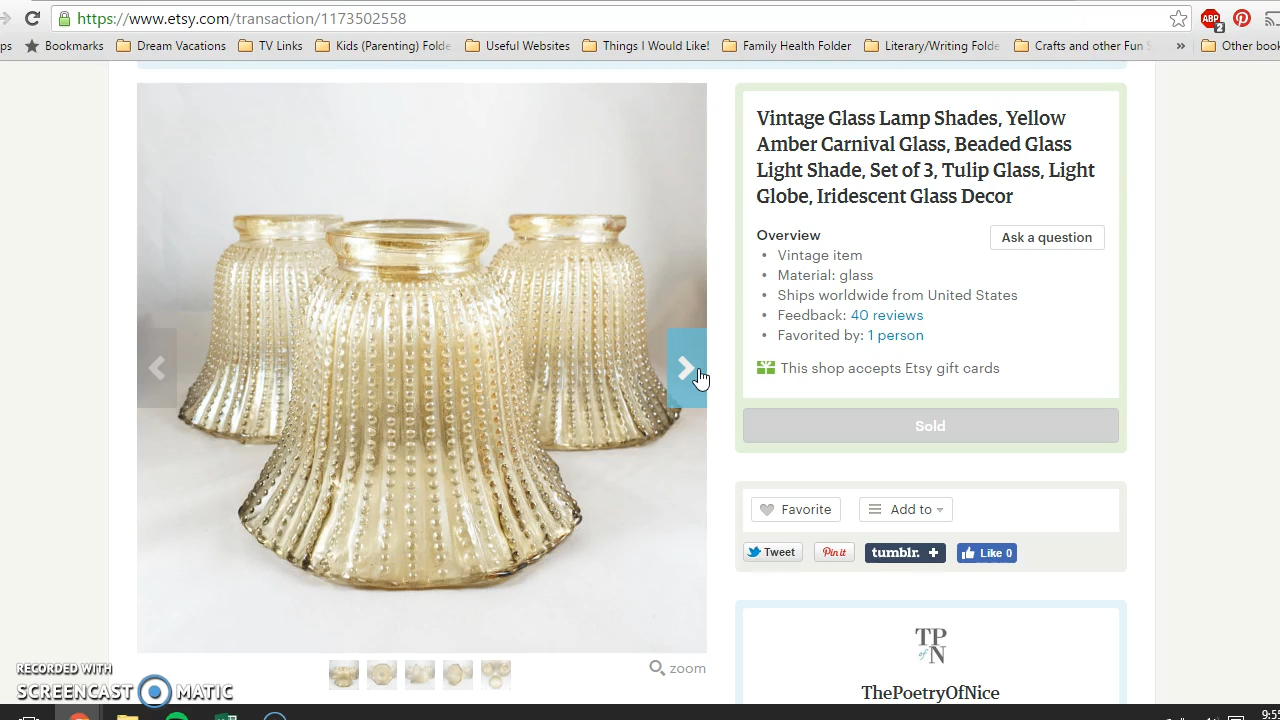 https://www.etsy.com/transaction/1173502558
ABP
2
ps Bookmarks Dream Vacations TV Links Kids (Parenting) Folde Useful Websites Things I Would Like! Family Health Folder Literary/Writing Folde Crafts and other Fun S » Other book
Vintage Glass Lamp Shades, Yellow
Amber Carnival Glass, Beaded Glass
Light Shade, Set of 3, Tulip Glass, Light
Globe, Iridescent Glass Decor
Overview
Ask a question
• Vintage item
• Material: glass
• Ships worldwide from United States
• Feedback: 40 reviews
• Favorited by: 1 person
This shop accepts Etsy gift cards
Sold
Favorite
Add to
Tweet
Pin it
tumblr. +
Like 0
zoom
TP
of N
ThePoetryOfNice
RECORDED WITH
SCREENCAST MATIC